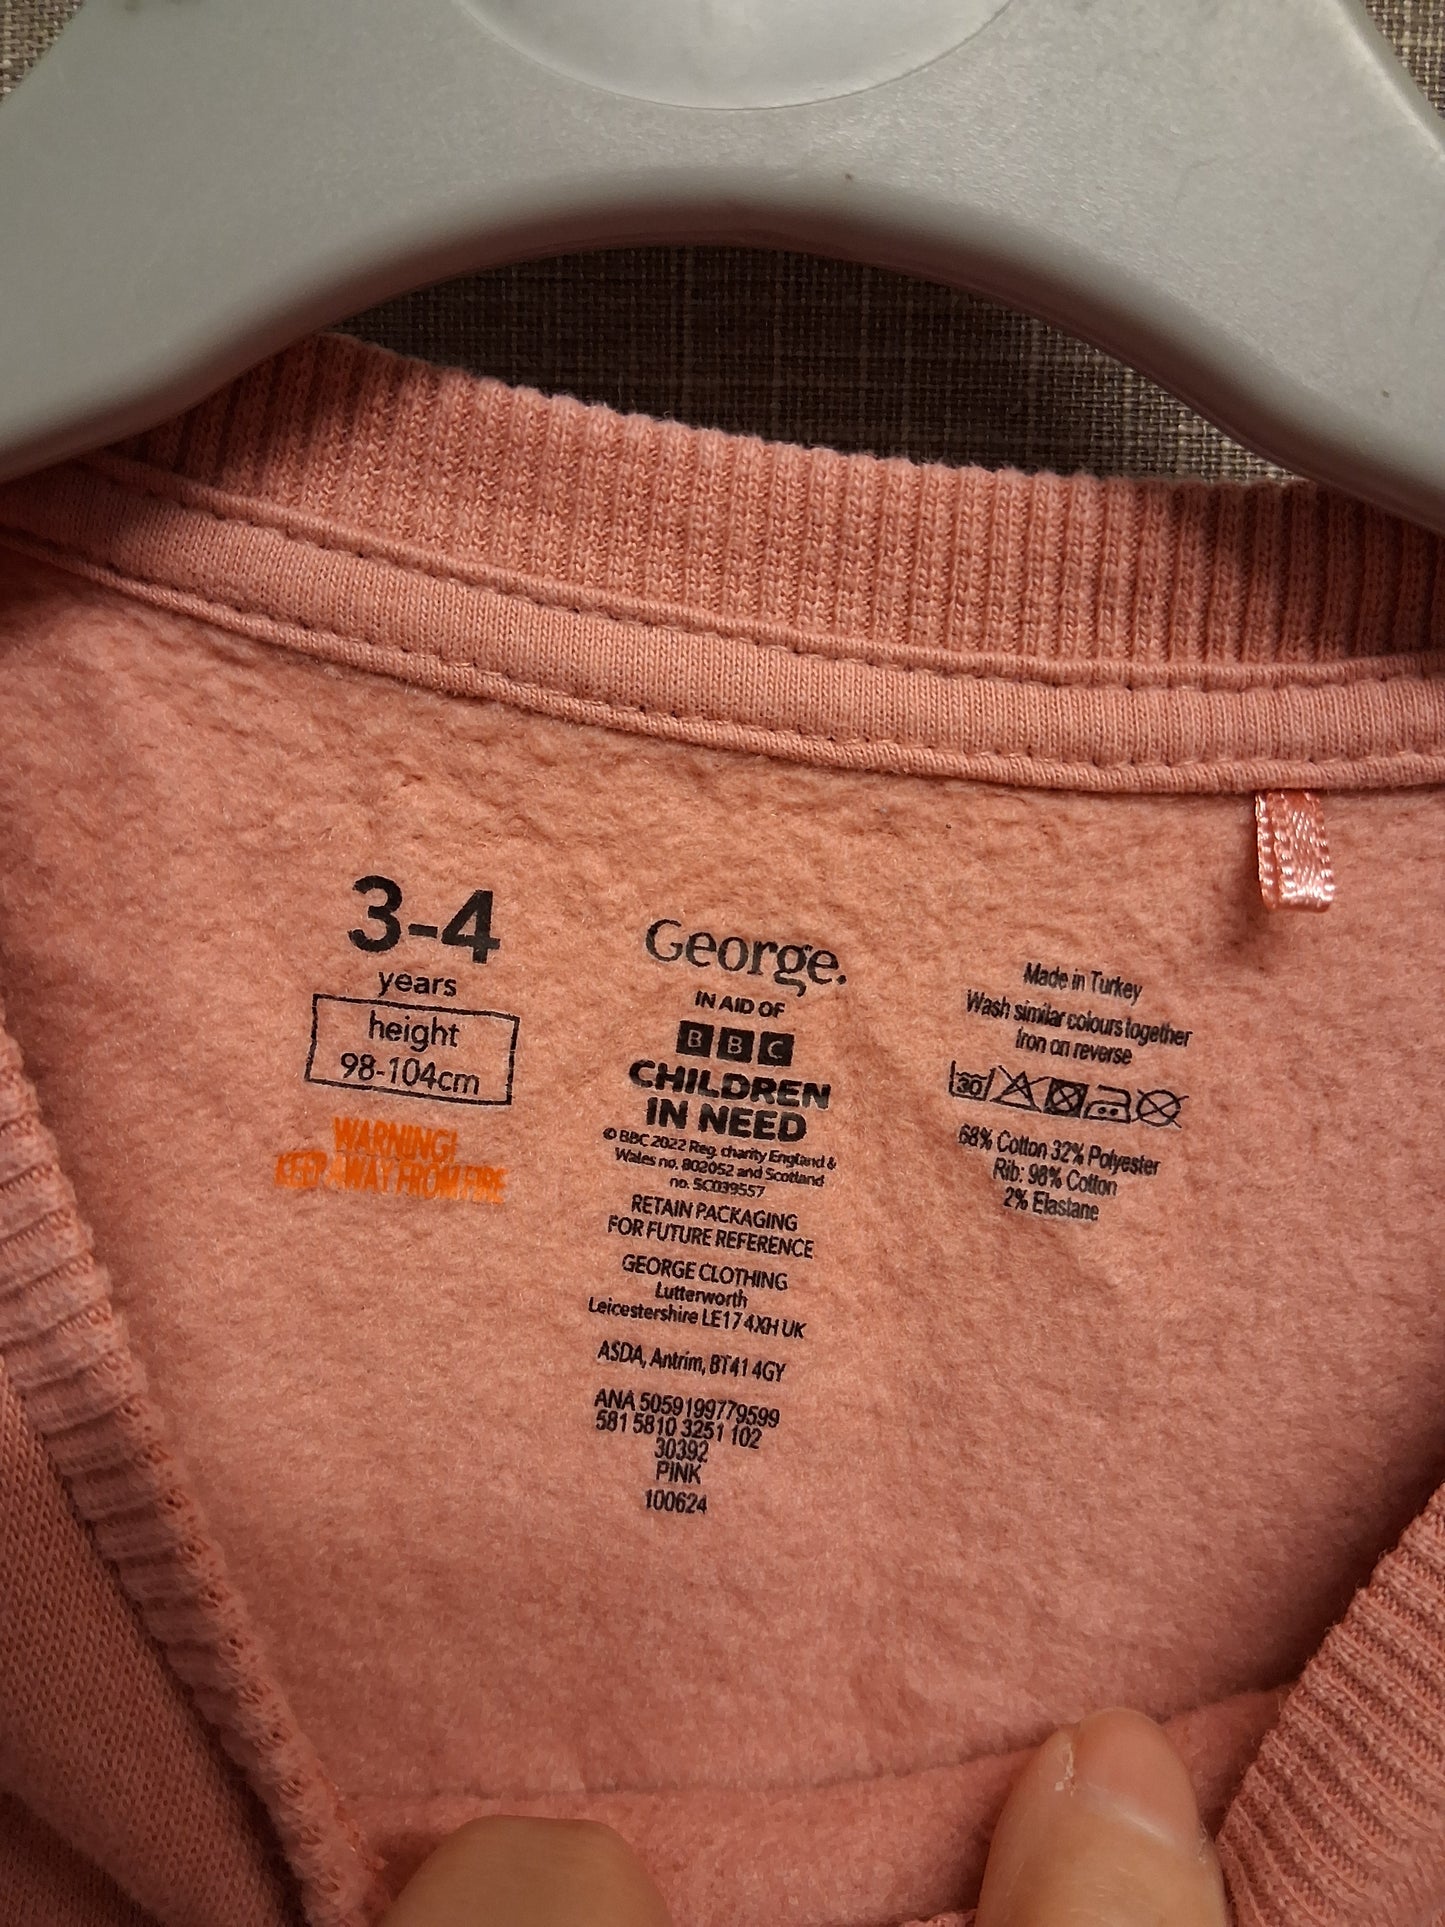 3-4
years
height
98-104cm
WARNING!
KEEP AWAY FROM FIRE
George.
IN AID OF
BBC
CHILDREN
IN NEED
© BBC 2022 Reg. charity England &
Wales no. 802052 and Scotland
no. SC039557
RETAIN PACKAGING
FOR FUTURE REFERENCE
GEORGE CLOTHING
Lutterworth
Leicestershire LE17 4XH UK
ASDA, Antrim, BT41 4GY
ANA 5059199779599
581 5810 3251 102
30392
PINK
100624
Made in Turkey
Wash similar colours together
Iron on reverse
30
68% Cotton 32% Polyester
Rib: 98% Cotton
2% Elastane